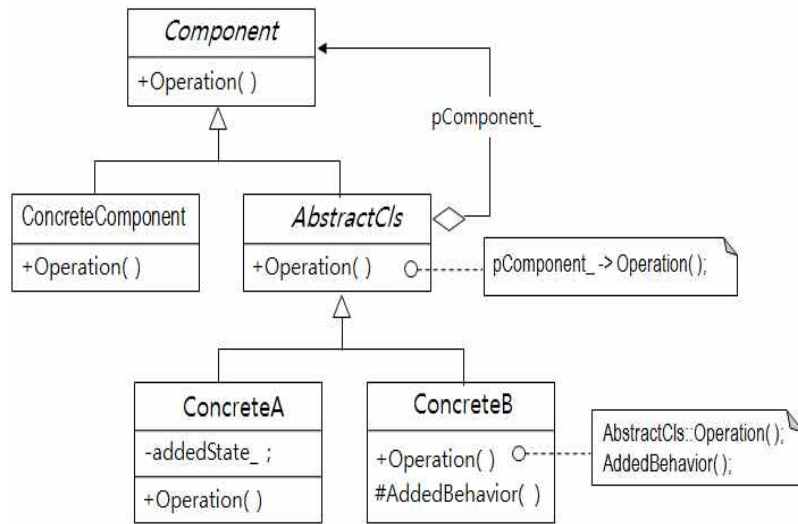 Component
+Operation( )
pComponent_
ConcreteComponent
+Operation( )
AbstractCls
+Operation( )
pComponent_ -> Operation( );
ConcreteA
-addedState_ ;
+Operation( )
ConcreteB
+Operation( )
#AddedBehavior( )
AbstractCls::Operation( );
AddedBehavior( );